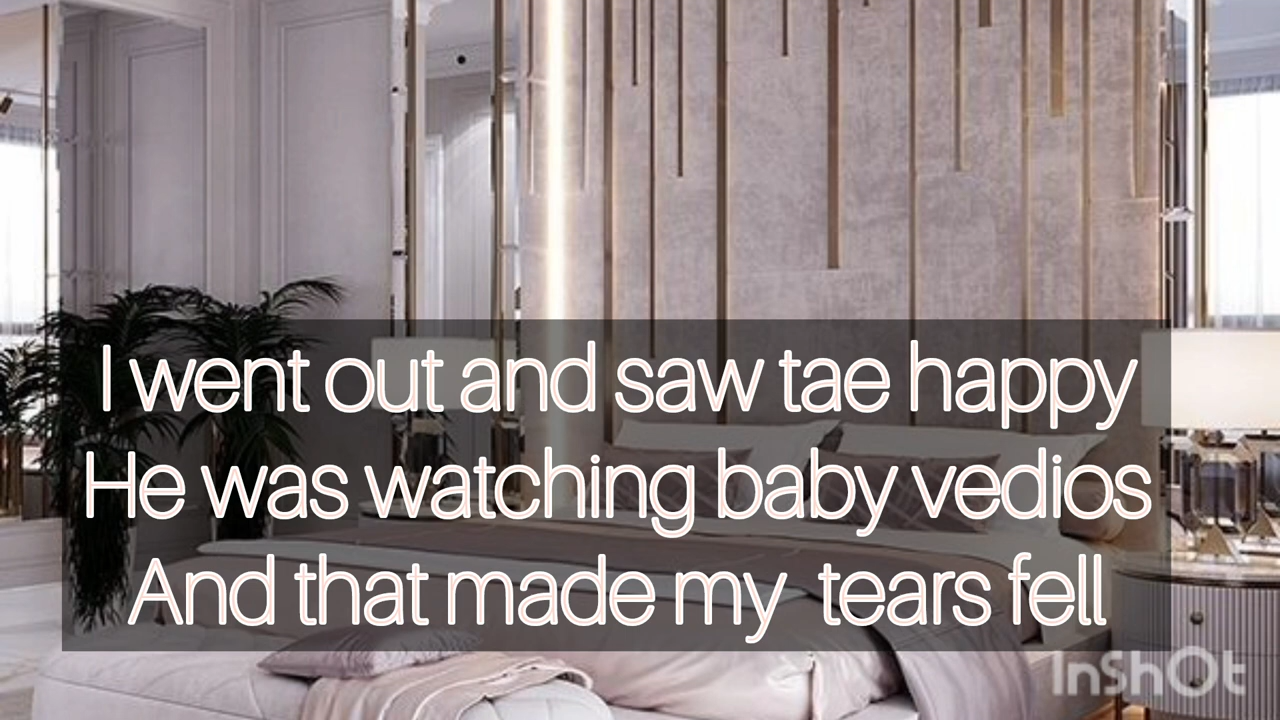 I went out and saw tae happy
He was watching baby vedios
And that made my tears fell
InShOt